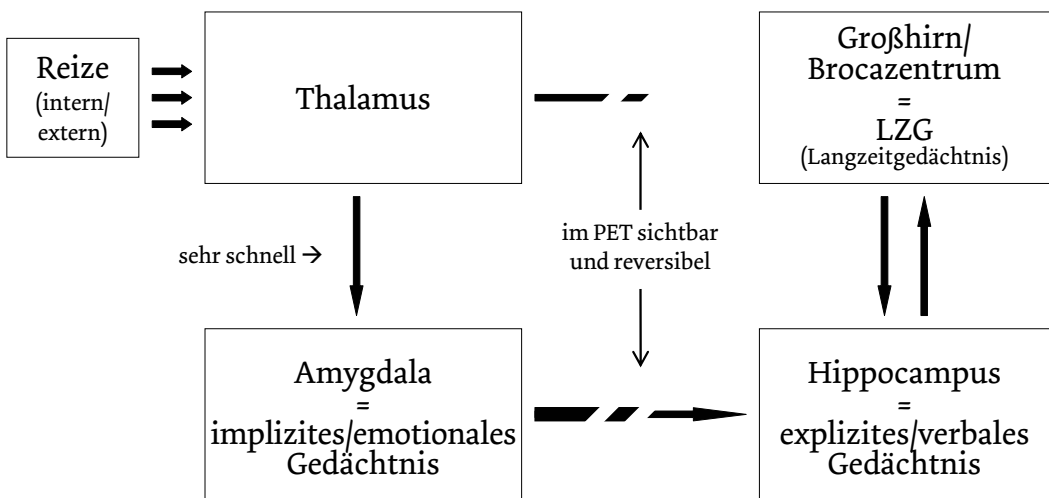 Reize
(intern/
extern)
Thalamus
Großhirn/
Brocazentrum
=
LZG
(Langzeitgedächtnis)
sehr schnell →
im PET sichtbar
und reversibel
Amygdala
=
implizites/emotionales
Gedächtnis
Hippocampus
=
explizites/verbales
Gedächtnis